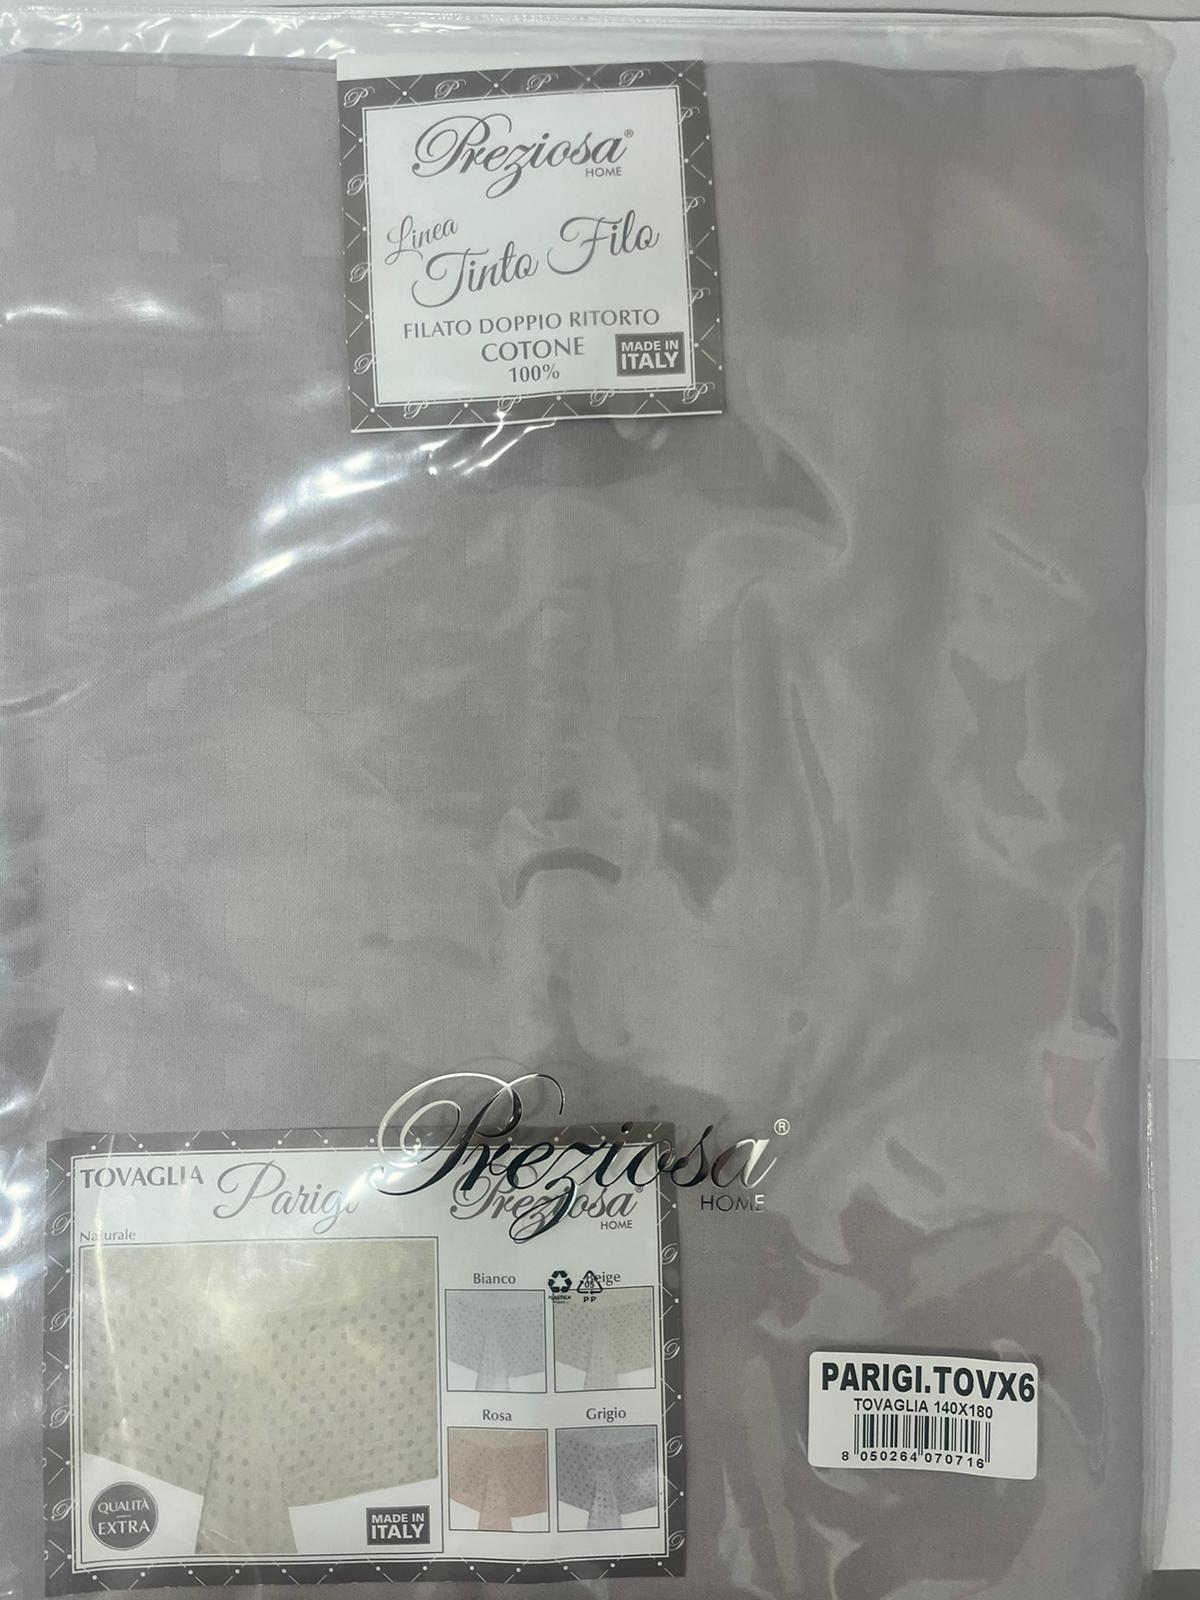 Preziosa®
HOME
Linea
Tinto Filo
FILATO DOPPIO RITORTO
COTONE
100%
MADE IN
ITALY
Preziosa®
HOME
TOVAGLIA Parigi
Preziosa®
HOME
Naturale
Bianco
Beige
05
PP
Rosa
Grigio
QUALITÀ
EXTRA
MADE IN
ITALY
PARIGI.TOVX6
TOVAGLIA 140X180
8 050264 070716